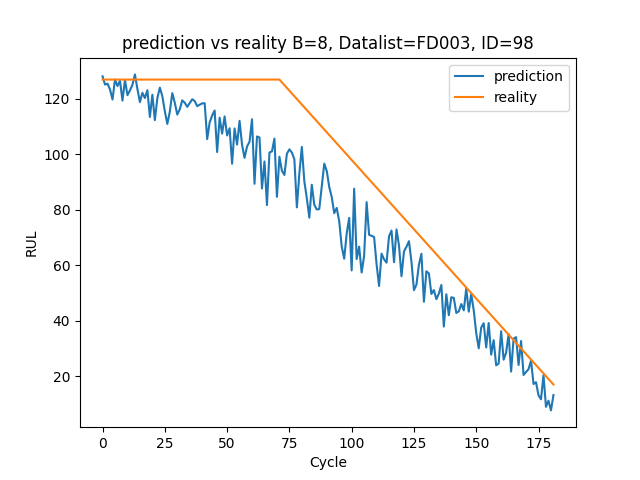 prediction vs reality B=8, Datalist=FD003, ID=98
prediction
reality
RUL
120
100
80
60
40
20
0 25 50 75 100 125 150 175
Cycle